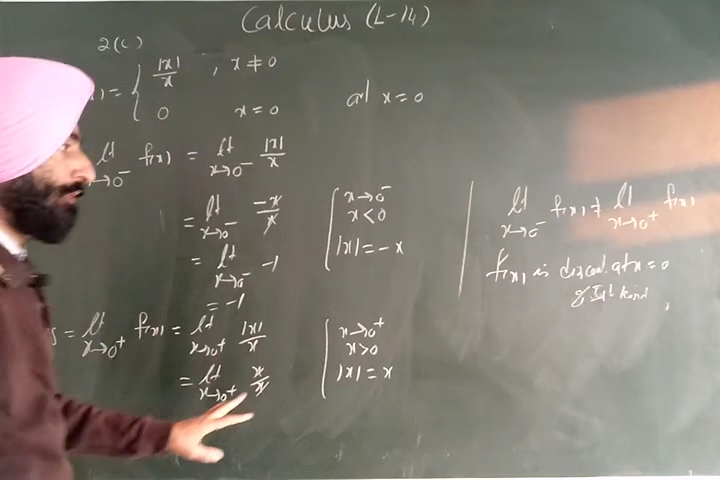 Calculus (L-14)
2(c)
|x|/x , x ≠ 0
0 x = 0 at x = 0
lt x→0⁻ f(x) = lt x→0⁻ |x|/x
= lt x→0⁻ -x/x
= lt x→0⁻ -1
= -1
x→0⁻
x<0
|x| = -x
= lt x→0⁺ f(x) = lt x→0⁺ |x|/x
= lt x→0⁺ x/x
x→0⁺
x>0
|x| = x
lt x→0⁻ f(x) ≠ lt x→0⁺ f(x)
f(x) is discont. at x = 0
of Ist kind